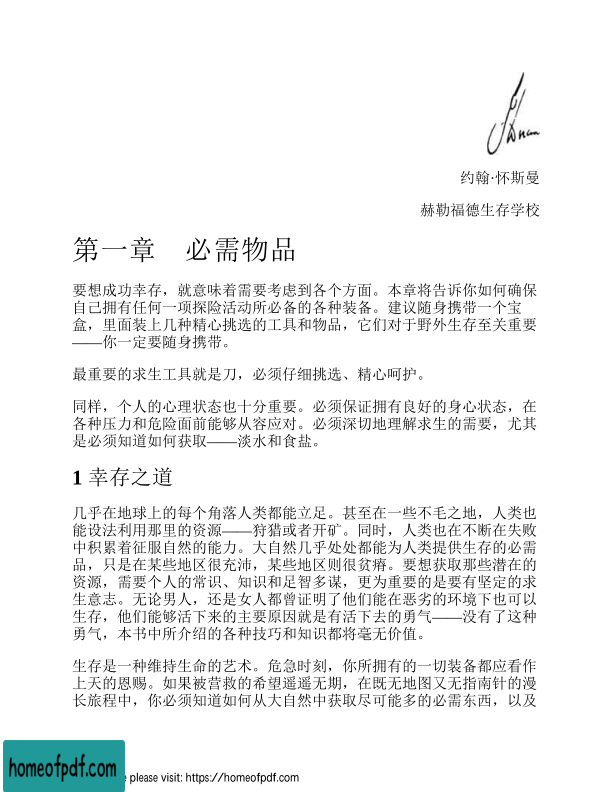 约翰·怀斯曼
赫勒福德生存学校
第一章 必需物品
要想成功幸存，就意味着需要考虑到各个方面。本章将告诉你如何确保
自己拥有任何一项探险活动所必备的各种装备。建议随身携带一个宝
盒，里面装上几种精心挑选的工具和物品，它们对于野外生存至关重要
——你一定要随身携带。
最重要的求生工具就是刀，必须仔细挑选、精心呵护。
同样，个人的心理状态也十分重要。必须保证拥有良好的身心状态，在
各种压力和危险面前能够从容应对。必须深切地理解求生的需要，尤其
是必须知道如何获取——淡水和食盐。
1 幸存之道
几乎在地球上的每个角落人类都能立足。甚至在一些不毛之地，人类也
能设法利用那里的资源——狩猎或者开矿。同时，人类也在不断在失败
中积累着征服自然的能力。大自然几乎处处都能为人类提供生存的必需
品，只是在某些地区很充沛，某些地区则很贫瘠。要想获取那些潜在的
资源，需要个人的常识、知识和足智多谋，更为重要的是要有坚定的求
生意志。无论男人，还是女人都曾证明了他们能在恶劣的环境下也可以
生存，他们能够活下来的主要原因就是有活下去的勇气——没有了这种
勇气，本书中所介绍的各种技巧和知识都将毫无价值。
生存是一种维持生命的艺术。危急时刻，你所拥有的一切装备都应看作
上天的恩赐。如果被营救的希望遥遥无期，在既无地图又无指南针的漫
长旅程中，你必须知道如何从大自然中获取尽可能多的必需东西，以及
homeofpdf.com
please visit: https://homeofpdf.com